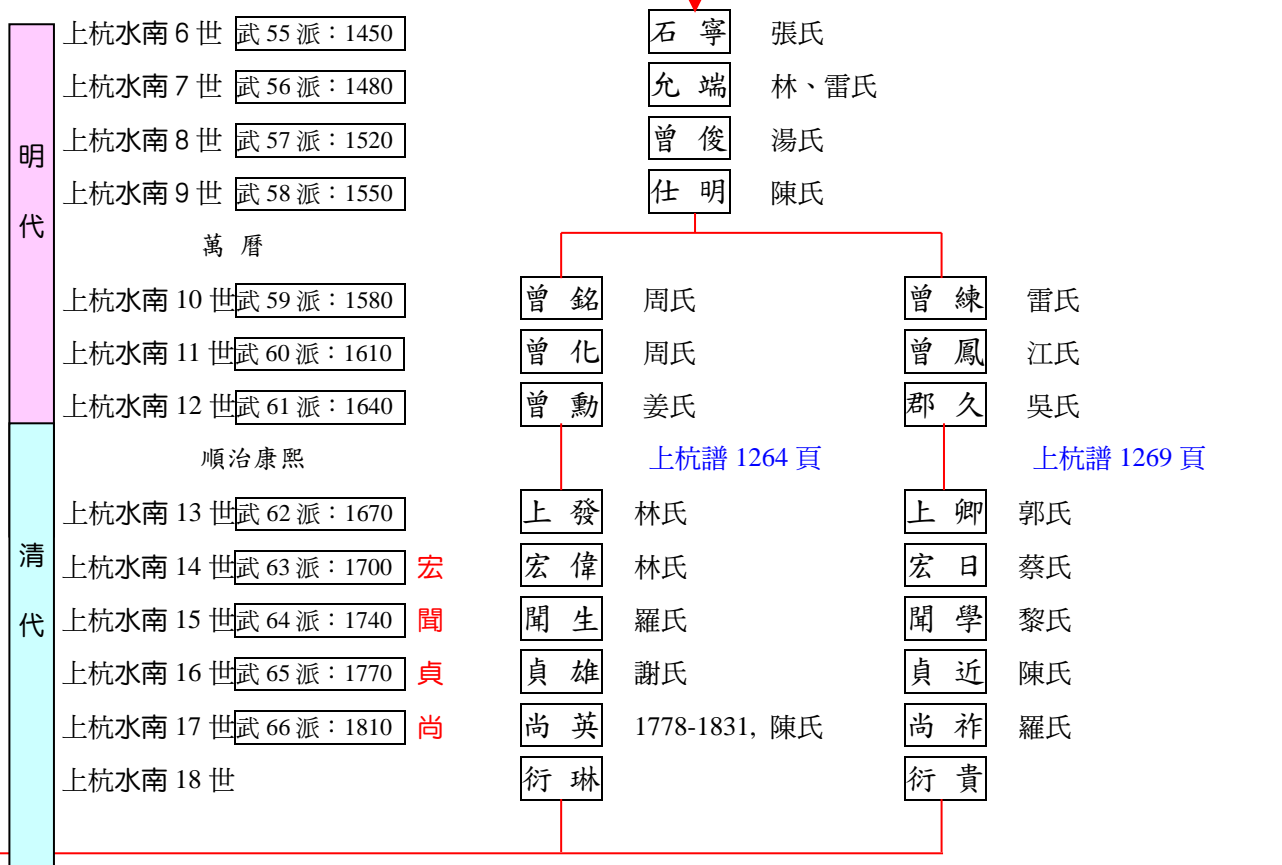 上杭水南 6 世 武 55 派：1450 石 寧 張氏
上杭水南 7 世 武 56 派：1480 允 端 林、雷氏
上杭水南 8 世 武 57 派：1520 曾 俊 湯氏
明
上杭水南 9 世 武 58 派：1550 仕 明 陳氏
代
萬 曆
上杭水南 10 世 武 59 派：1580 曾 銘 周氏 曾 練 雷氏
上杭水南 11 世 武 60 派：1610 曾 化 周氏 曾 鳳 江氏
上杭水南 12 世 武 61 派：1640 曾 勳 姜氏 郡 久 吳氏
順治康熙 上杭譜 1264 頁 上杭譜 1269 頁
上杭水南 13 世 武 62 派：1670 上 發 林氏 上 卿 郭氏
清
上杭水南 14 世 武 63 派：1700 宏 宏 偉 林氏 宏 日 蔡氏
代
上杭水南 15 世 武 64 派：1740 聞 聞 生 羅氏 聞 學 黎氏
上杭水南 16 世 武 65 派：1770 貞 貞 雄 謝氏 貞 近 陳氏
上杭水南 17 世 武 66 派：1810 尚 尚 英 1778-1831, 陳氏 尚 祚 羅氏
上杭水南 18 世 衍 琳 衍 貴